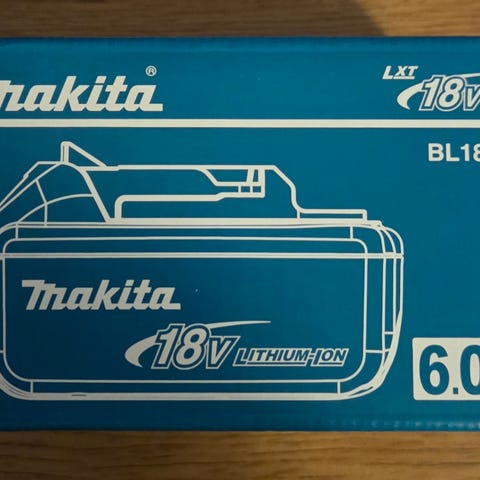 makita®
LXT
18V
BL18
makita
18V LITHIUM-ION
6.0